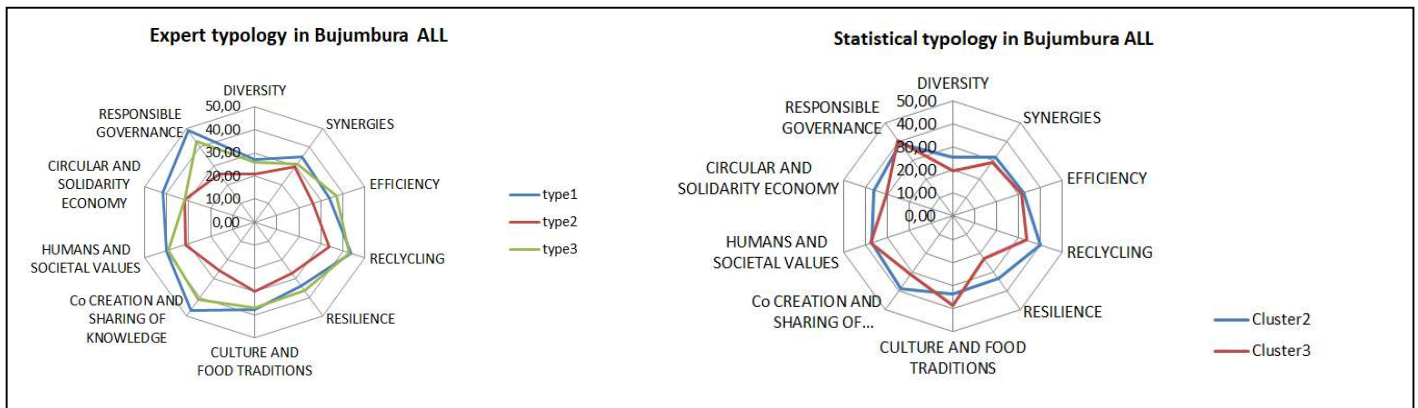 Expert typology in Bujumbura ALL
DIVERSITY
50,00
40,00
30,00
20,00
10,00
0,00
SYNERGIES
EFFICIENCY
RECLYCLING
RESILIENCE
CULTURE AND
FOOD TRADITIONS
Co CREATION AND
SHARING OF
KNOWLEDGE
HUMANS AND
SOCIETAL VALUES
CIRCULAR AND
SOLIDARITY
ECONOMY
RESPONSIBLE
GOVERNANCE
type1
type2
type3
Statistical typology in Bujumbura ALL
DIVERSITY
50,00
40,00
30,00
20,00
10,00
0,00
SYNERGIES
EFFICIENCY
RECLYCLING
RESILIENCE
CULTURE AND FOOD
TRADITIONS
Co CREATION AND
SHARING OF...
HUMANS AND
SOCIETAL VALUES
CIRCULAR AND
SOLIDARITY ECONOMY
RESPONSIBLE
GOVERNANCE
Cluster2
Cluster3